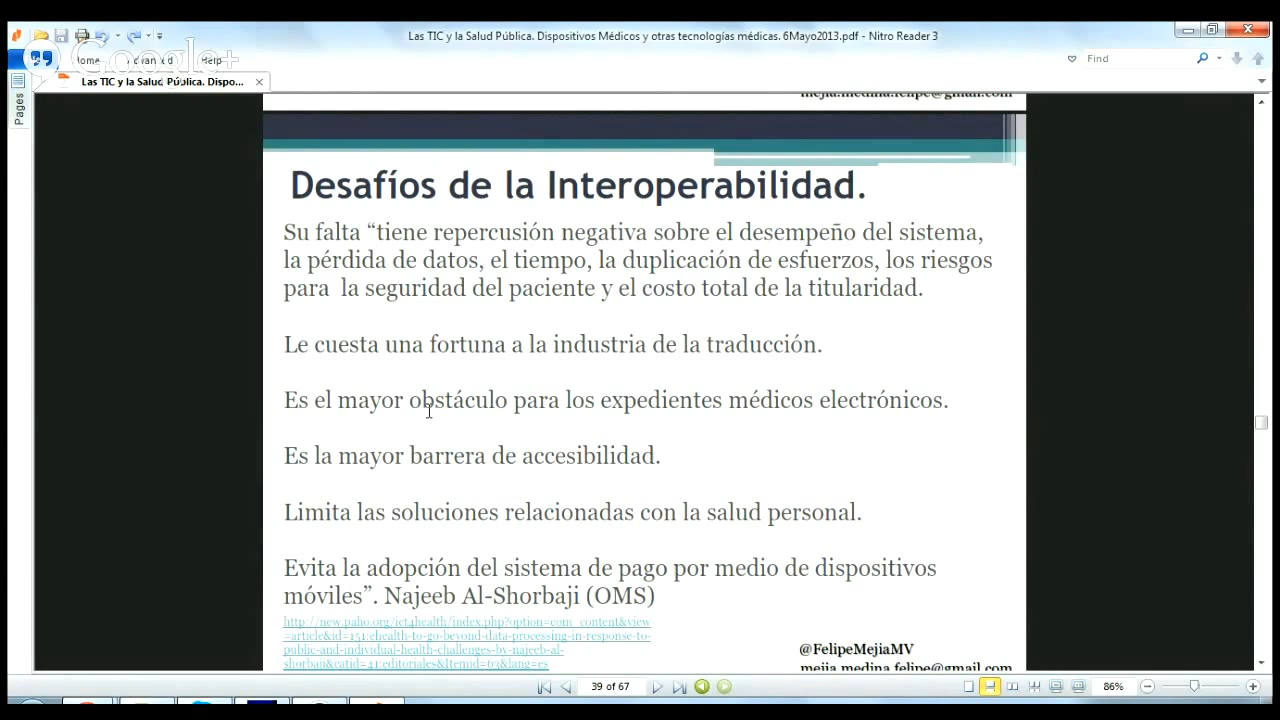 Las TIC y la Salud Pública. Dispositivos Médicos y otras tecnologías médicas. 6Mayo2013.pdf - Nitro Reader 3
Google+
Home Advanced Help
Find
Las TIC y la Salud Pública. Dispo...
Pages
mejia.medina.felipe@gmail.com
Desafíos de la Interoperabilidad.
Su falta “tiene repercusión negativa sobre el desempeño del sistema,
la pérdida de datos, el tiempo, la duplicación de esfuerzos, los riesgos
para la seguridad del paciente y el costo total de la titularidad.
Le cuesta una fortuna a la industria de la traducción.
Es el mayor obstáculo para los expedientes médicos electrónicos.
Es la mayor barrera de accesibilidad.
Limita las soluciones relacionadas con la salud personal.
Evita la adopción del sistema de pago por medio de dispositivos
móviles”. Najeeb Al-Shorbaji (OMS)
http://new.paho.org/ict4health/index.php?option=com_content&view
=article&id=151:ehealth-to-go-beyond-data-processing-in-response-to-
public-and-individual-health-challenges-by-najeeb-al-
shorbaji&catid=41:editoriales&Itemid=63&lang=es
@FelipeMejiaMV
mejia.medina.felipe@gmail.com
39 of 67
86%